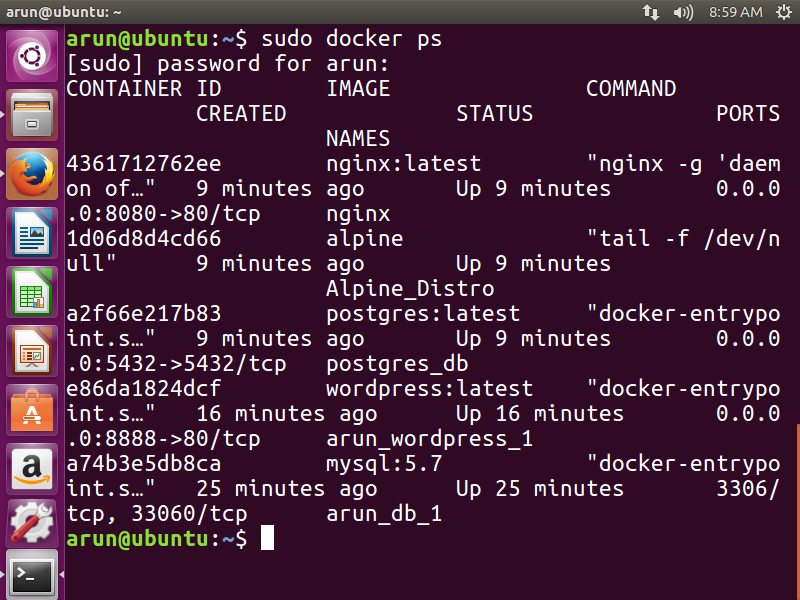 arun@ubuntu: ~
8:59 AM
arun@ubuntu:~$ sudo docker ps
[sudo] password for arun:
CONTAINER ID        IMAGE               COMMAND
          CREATED             STATUS              PORTS
                    NAMES
4361712762ee        nginx:latest        "nginx -g 'daem
on of…"   9 minutes ago       Up 9 minutes        0.0.0
.0:8080->80/tcp     nginx
1d06d8d4cd66        alpine              "tail -f /dev/n
ull"      9 minutes ago       Up 9 minutes
                    Alpine_Distro
a2f66e217b83        postgres:latest     "docker-entrypo
int.s…"   9 minutes ago       Up 9 minutes        0.0.0
.0:5432->5432/tcp   postgres_db
e86da1824dcf        wordpress:latest    "docker-entrypo
int.s…"   16 minutes ago      Up 16 minutes       0.0.0
.0:8888->80/tcp     arun_wordpress_1
a74b3e5db8ca        mysql:5.7           "docker-entrypo
int.s…"   25 minutes ago      Up 25 minutes       3306/
tcp, 33060/tcp      arun_db_1
arun@ubuntu:~$